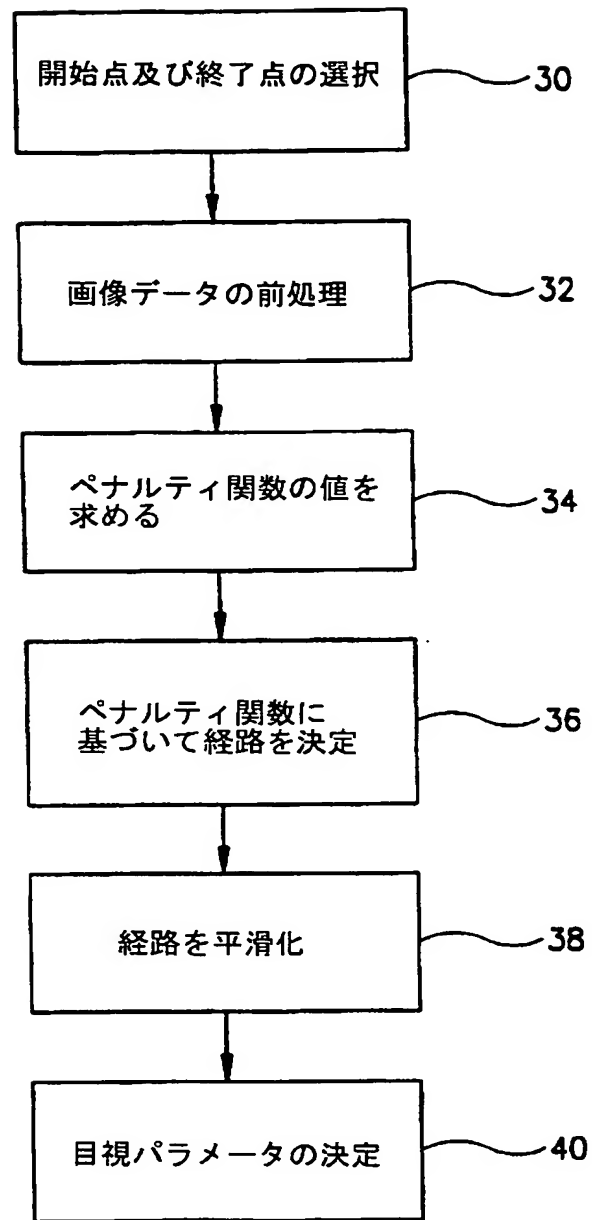 開始点及び終了点の選択
30
画像データの前処理
32
ペナルティ関数の値を
求める
34
ペナルティ関数に
基づいて経路を決定
36
経路を平滑化
38
目視パラメータの決定
40